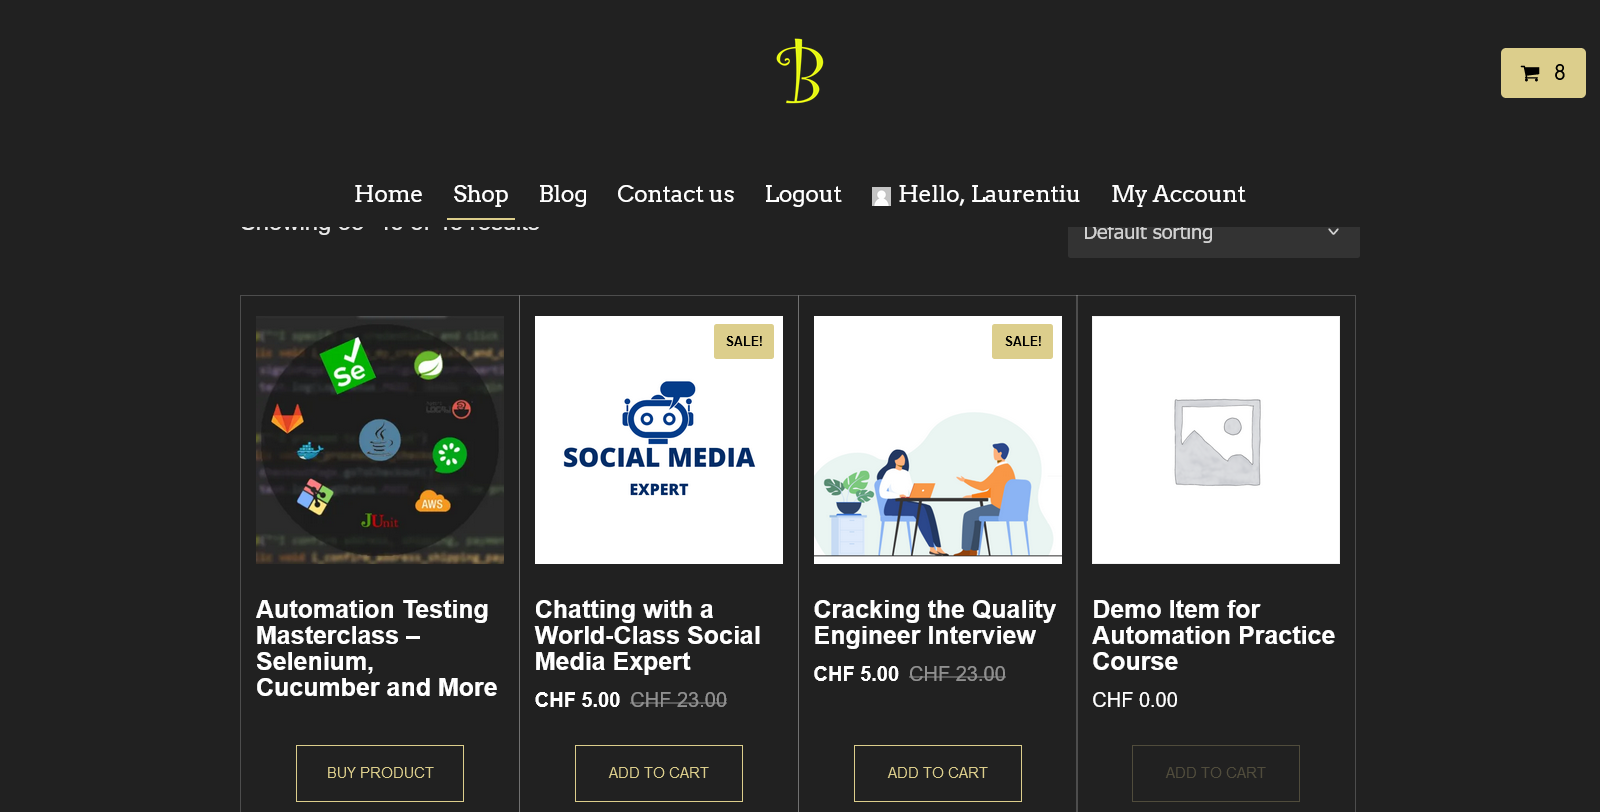 B
8
Home Shop Blog Contact us Logout Hello, Laurentiu My Account
Default sorting
Se
AWS
JUnit
SALE!
SOCIAL MEDIA
EXPERT
SALE!
Automation Testing
Masterclass –
Selenium,
Cucumber and More
BUY PRODUCT
Chatting with a
World-Class Social
Media Expert
CHF 5.00 CHF 23.00
ADD TO CART
Cracking the Quality
Engineer Interview
CHF 5.00 CHF 23.00
ADD TO CART
Demo Item for
Automation Practice
Course
CHF 0.00
ADD TO CART